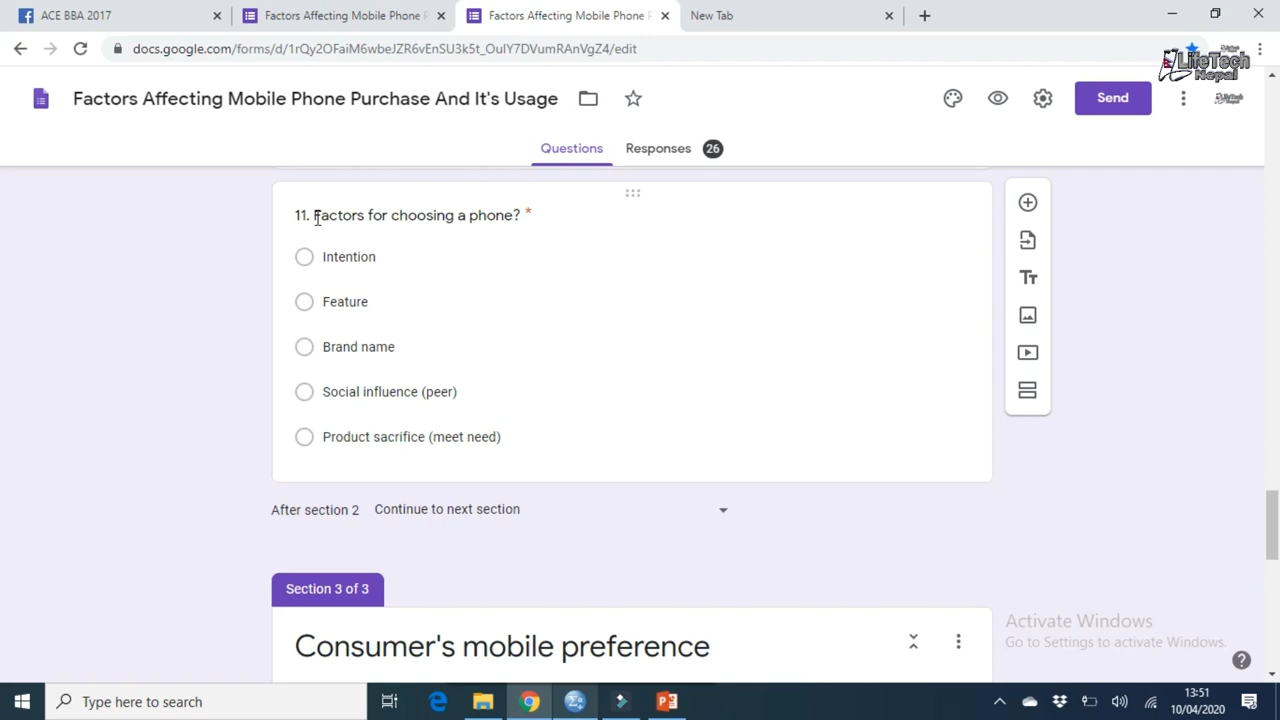 ACE BBA 2017
Factors Affecting Mobile Phone P
Factors Affecting Mobile Phone P
New Tab
docs.google.com/forms/d/1rQy2OFaiM6wbeJZR6vEnSU3k5t_OulY7DVumRAnVgZ4/edit
LifeTech
Nepal
Factors Affecting Mobile Phone Purchase And It's Usage
Send
Questions
Responses 26
11. Factors for choosing a phone? *
Intention
Feature
Brand name
Social influence (peer)
Product sacrifice (meet need)
After section 2 Continue to next section
Section 3 of 3
Consumer's mobile preference
Activate Windows
Go to Settings to activate Windows.
Type here to search
13:51
10/04/2020